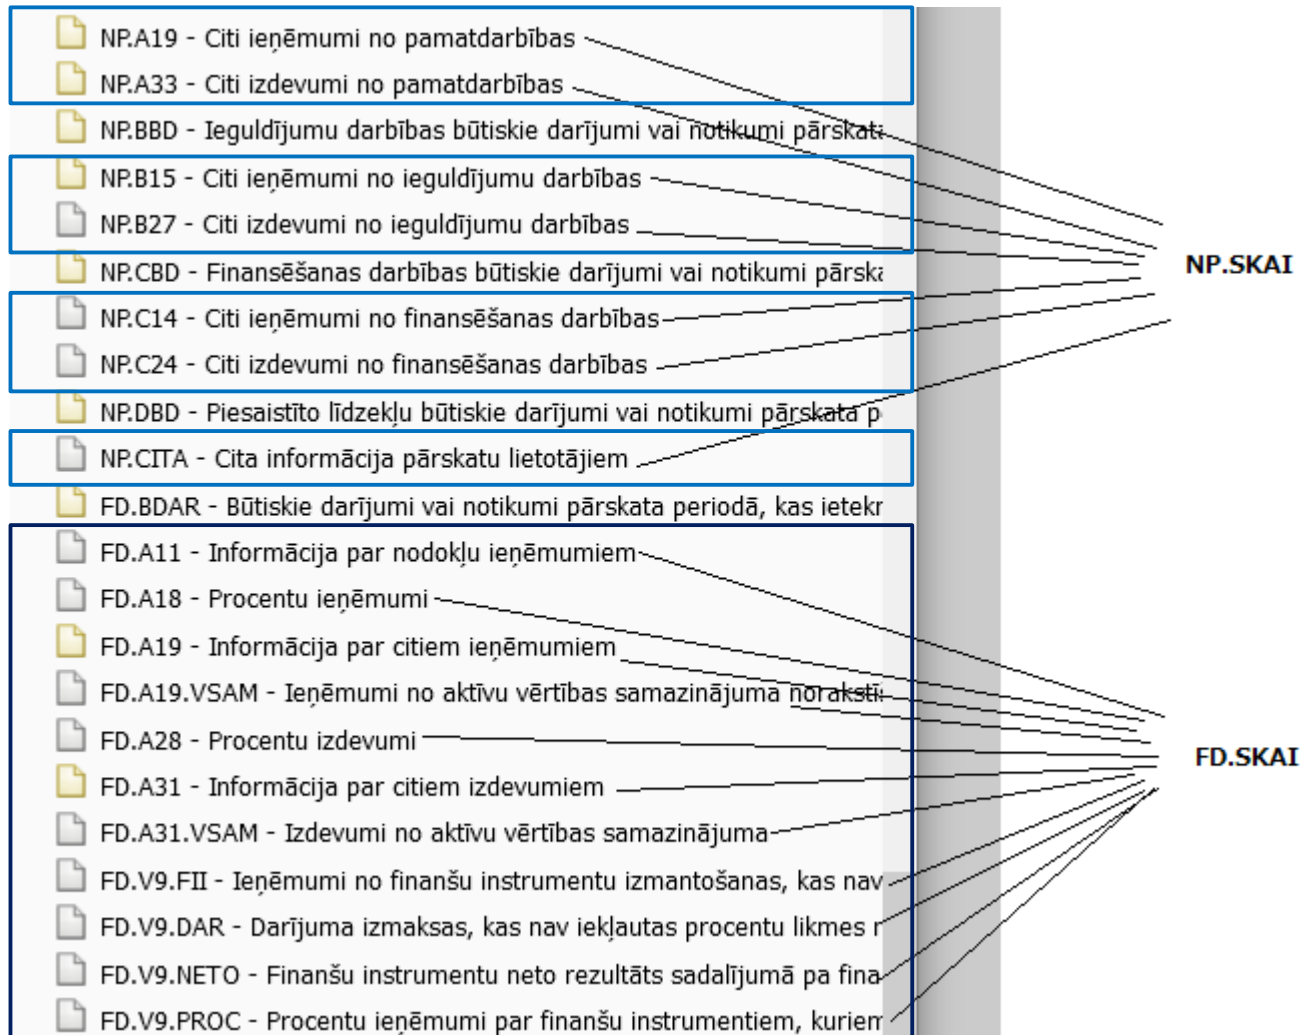 NP.A19 - Citi ieņēmumi no pamatdarbības
NP.A33 - Citi izdevumi no pamatdarbības
NP.BBD - Ieguldījumu darbības būtiskie darījumi vai notikumi pārskata
NP.B15 - Citi ieņēmumi no ieguldījumu darbības
NP.B27 - Citi izdevumi no ieguldījumu darbības
NP.SKAI
NP.CBD - Finansēšanas darbības būtiskie darījumi vai notikumi pārska
NP.C14 - Citi ieņēmumi no finansēšanas darbības
NP.C24 - Citi izdevumi no finansēšanas darbības
NP.DBD - Piesaistīto līdzekļu būtiskie darījumi vai notikumi pārskata p
NP.CITA - Cita informācija pārskatu lietotājiem
FD.BDAR - Būtiskie darījumi vai notikumi pārskata periodā, kas ietekm
FD.A11 - Informācija par nodokļu ieņēmumiem
FD.A18 - Procentu ieņēmumi
FD.A19 - Informācija par citiem ieņēmumiem
FD.A19.VSAM - Ieņēmumi no aktīvu vērtības samazinājuma norakstī
FD.A28 - Procentu izdevumi
FD.SKAI
FD.A31 - Informācija par citiem izdevumiem
FD.A31.VSAM - Izdevumi no aktīvu vērtības samazinājuma
FD.V9.FII - Ieņēmumi no finanšu instrumentu izmantošanas, kas nav
FD.V9.DAR - Darījuma izmaksas, kas nav iekļautas procentu likmes r
FD.V9.NETO - Finanšu instrumentu neto rezultāts sadalījumā pa fina
FD.V9.PROC - Procentu ieņēmumi par finanšu instrumentiem, kuriem